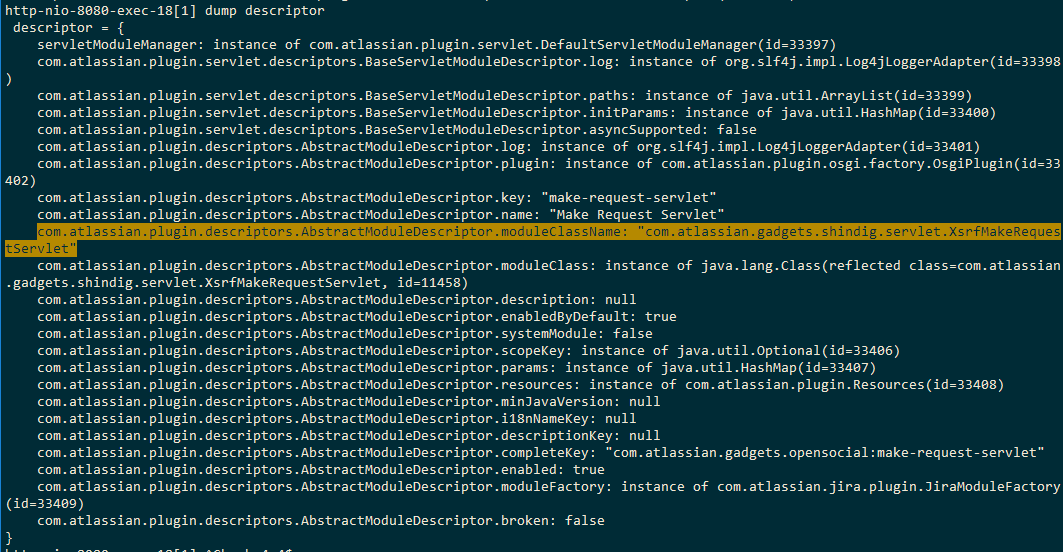 http-nio-8080-exec-18[1] dump descriptor
 descriptor = {
    servletModuleManager: instance of com.atlassian.plugin.servlet.DefaultServletModuleManager(id=33397)
    com.atlassian.plugin.servlet.descriptors.BaseServletModuleDescriptor.log: instance of org.slf4j.impl.Log4jLoggerAdapter(id=33398
)
    com.atlassian.plugin.servlet.descriptors.BaseServletModuleDescriptor.paths: instance of java.util.ArrayList(id=33399)
    com.atlassian.plugin.servlet.descriptors.BaseServletModuleDescriptor.initParams: instance of java.util.HashMap(id=33400)
    com.atlassian.plugin.servlet.descriptors.BaseServletModuleDescriptor.asyncSupported: false
    com.atlassian.plugin.descriptors.AbstractModuleDescriptor.log: instance of org.slf4j.impl.Log4jLoggerAdapter(id=33401)
    com.atlassian.plugin.descriptors.AbstractModuleDescriptor.plugin: instance of com.atlassian.plugin.osgi.factory.OsgiPlugin(id=33
402)
    com.atlassian.plugin.descriptors.AbstractModuleDescriptor.key: "make-request-servlet"
    com.atlassian.plugin.descriptors.AbstractModuleDescriptor.name: "Make Request Servlet"
    com.atlassian.plugin.descriptors.AbstractModuleDescriptor.moduleClassName: "com.atlassian.gadgets.shindig.servlet.XsrfMakeReques
tServlet"
    com.atlassian.plugin.descriptors.AbstractModuleDescriptor.moduleClass: instance of java.lang.Class(reflected class=com.atlassian
.gadgets.shindig.servlet.XsrfMakeRequestServlet, id=11458)
    com.atlassian.plugin.descriptors.AbstractModuleDescriptor.description: null
    com.atlassian.plugin.descriptors.AbstractModuleDescriptor.enabledByDefault: true
    com.atlassian.plugin.descriptors.AbstractModuleDescriptor.systemModule: false
    com.atlassian.plugin.descriptors.AbstractModuleDescriptor.scopeKey: instance of java.util.Optional(id=33406)
    com.atlassian.plugin.descriptors.AbstractModuleDescriptor.params: instance of java.util.HashMap(id=33407)
    com.atlassian.plugin.descriptors.AbstractModuleDescriptor.resources: instance of com.atlassian.plugin.Resources(id=33408)
    com.atlassian.plugin.descriptors.AbstractModuleDescriptor.minJavaVersion: null
    com.atlassian.plugin.descriptors.AbstractModuleDescriptor.i18nNameKey: null
    com.atlassian.plugin.descriptors.AbstractModuleDescriptor.descriptionKey: null
    com.atlassian.plugin.descriptors.AbstractModuleDescriptor.completeKey: "com.atlassian.gadgets.opensocial:make-request-servlet"
    com.atlassian.plugin.descriptors.AbstractModuleDescriptor.enabled: true
    com.atlassian.plugin.descriptors.AbstractModuleDescriptor.moduleFactory: instance of com.atlassian.jira.plugin.JiraModuleFactory
(id=33409)
    com.atlassian.plugin.descriptors.AbstractModuleDescriptor.broken: false
}